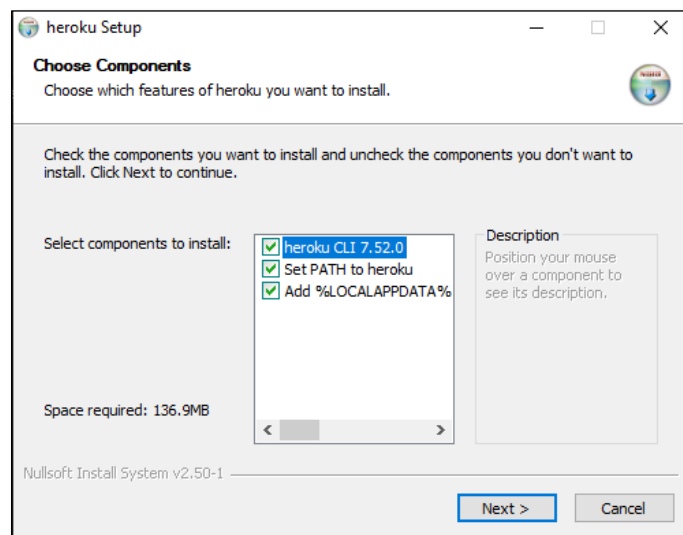 heroku Setup
Choose Components
Choose which features of heroku you want to install.
Check the components you want to install and uncheck the components you don't want to
install. Click Next to continue.
Select components to install:
heroku CLI 7.52.0
Set PATH to heroku
Add %LOCALAPPDATA%
Description
Position your mouse
over a component to
see its description.
Space required: 136.9MB
Nullsoft Install System v2.50-1
Next >
Cancel